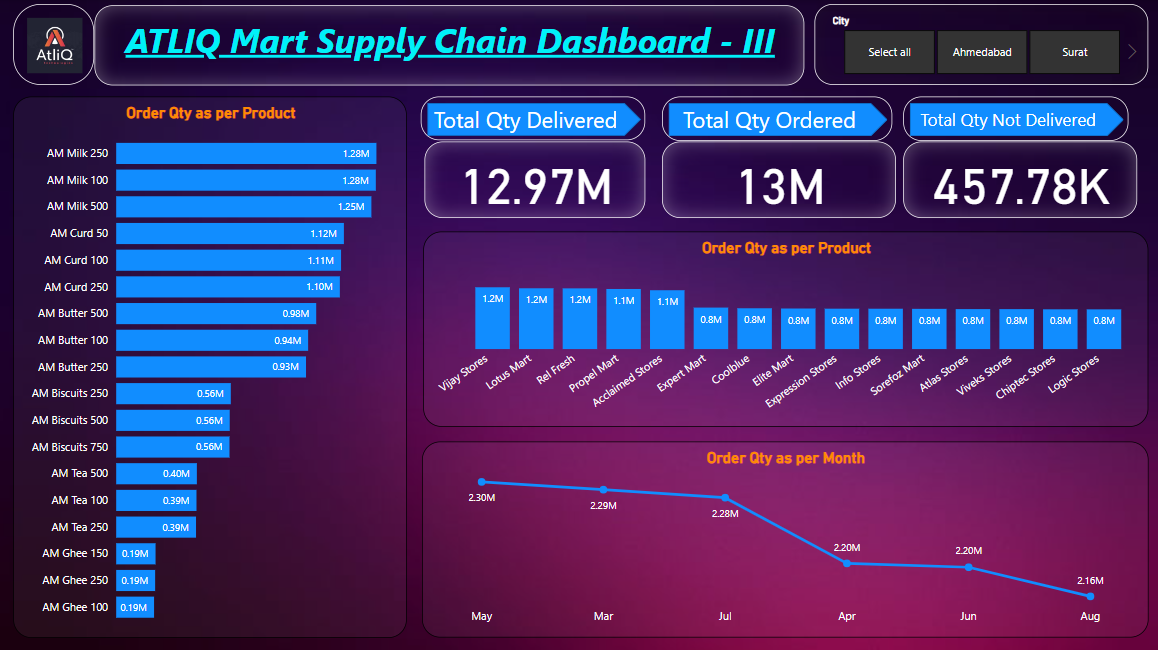 AtliQ
ATLIQ Mart Supply Chain Dashboard - III
City
Select all
Ahmedabad
Surat
Order Qty as per Product
AM Milk 250 1.28M
AM Milk 100 1.28M
AM Milk 500 1.25M
AM Curd 50 1.12M
AM Curd 100 1.11M
AM Curd 250 1.10M
AM Butter 500 0.98M
AM Butter 100 0.94M
AM Butter 250 0.93M
AM Biscuits 250 0.56M
AM Biscuits 500 0.56M
AM Biscuits 750 0.56M
AM Tea 500 0.40M
AM Tea 100 0.39M
AM Tea 250 0.39M
AM Ghee 150 0.19M
AM Ghee 250 0.19M
AM Ghee 100 0.19M
Total Qty Delivered
12.97M
Total Qty Ordered
13M
Total Qty Not Delivered
457.78K
Order Qty as per Product
1.2M 1.2M 1.2M 1.1M 1.1M 0.8M 0.8M 0.8M 0.8M 0.8M 0.8M 0.8M 0.8M 0.8M 0.8M
Vijay Stores
Lotus Mart
Rel Fresh
Propel Mart
Acclaimed Stores
Expert Mart
Coolblue
Elite Mart
Expression Stores
Info Stores
Sorefoz Mart
Atlas Stores
Viveks Stores
Chiptec Stores
Logic Stores
Order Qty as per Month
2.30M 2.29M 2.28M 2.20M 2.20M 2.16M
May Mar Jul Apr Jun Aug